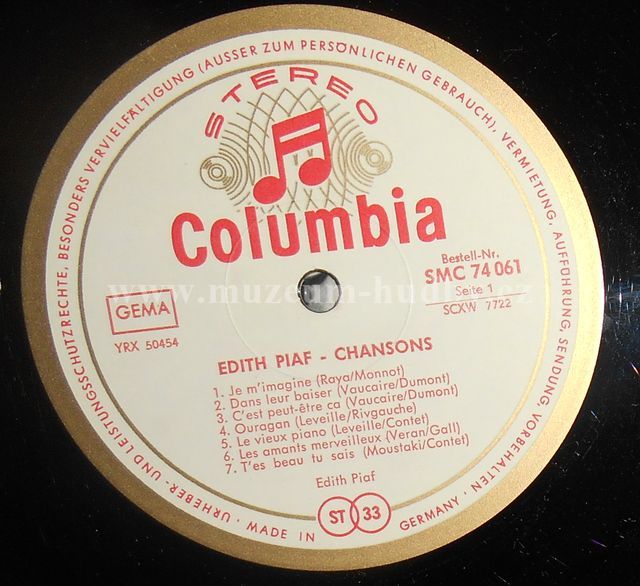 URHEBER- UND LEISTUNGSSCHUTZRECHTE, BESONDERS VERVIELFÄLTIGUNG (AUSSER ZUM PERSÖNLICHEN GEBRAUCH), VERMIETUNG, AUFFÜHRUNG, SENDUNG, VORBEHALTEN · MADE IN GERMANY ·
STEREO
Columbia
Bestell-Nr.
SMC 74 061
Seite 1
SCXW 7722
GEMA
YRX 50454
www.muzeum-hudby.cz
EDITH PIAF - CHANSONS
1. Je m'imagine (Raya/Monnot)
2. Dans leur baiser (Vaucaire/Dumont)
3. C'est peut-être ca (Vaucaire/Dumont)
4. Ouragan (Leveille/Rivgauche)
5. Le vieux piano (Leveille/Contet)
6. Les amants merveilleux (Veran/Gall)
7. T'es beau tu sais (Moustaki/Contet)
Edith Piaf
ST 33